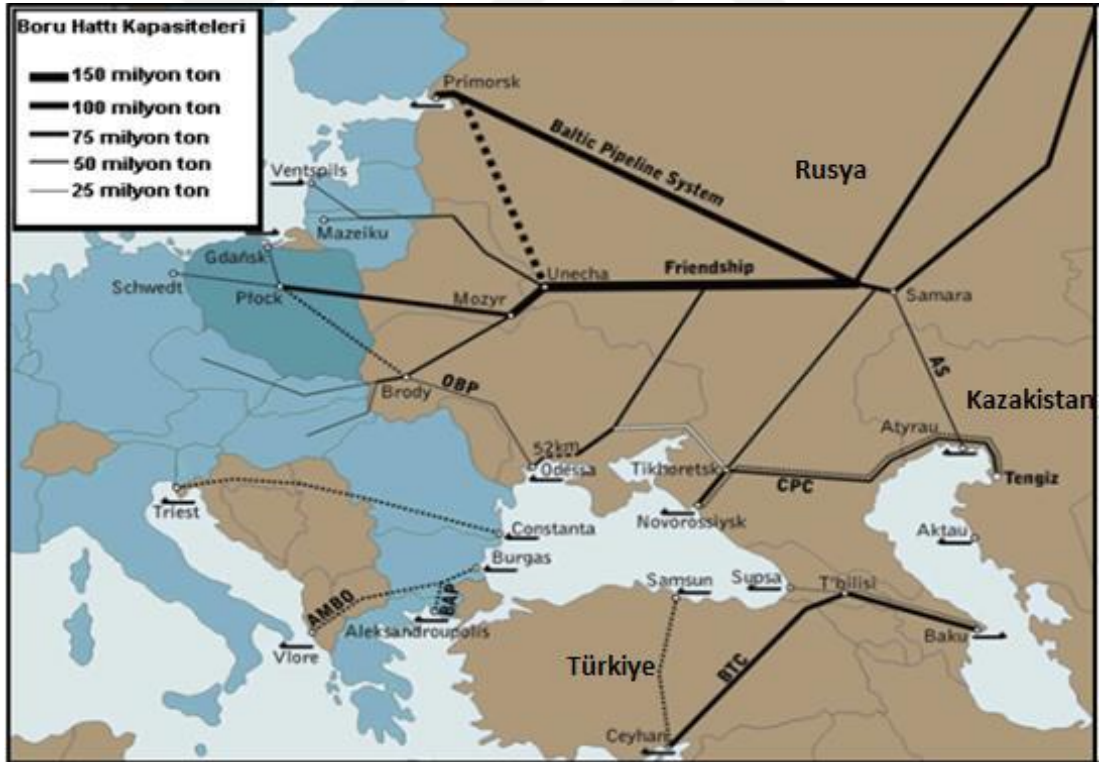 Boru Hattı Kapasiteleri
150 milyon ton
100 milyon ton
75 milyon ton
50 milyon ton
25 milyon ton
Primorsk
Baltic Pipeline System
Rusya
Ventspils
Mazeiku
Gdańsk
Schwedt
Płock
Unecha
Friendship
Mozyr
Samara
AS
Kazakistan
Brody
OBP
Atyrau
52km
Odessa
Tikhoretsk
CPC
Tengiz
Triest
Novorossiysk
Constanta
Aktau
Burgas
Samsun
Supsa
T'bilisi
AMBO
BAP
Aleksandroupolis
Baku
Vlore
Türkiye
BTC
Ceyhan